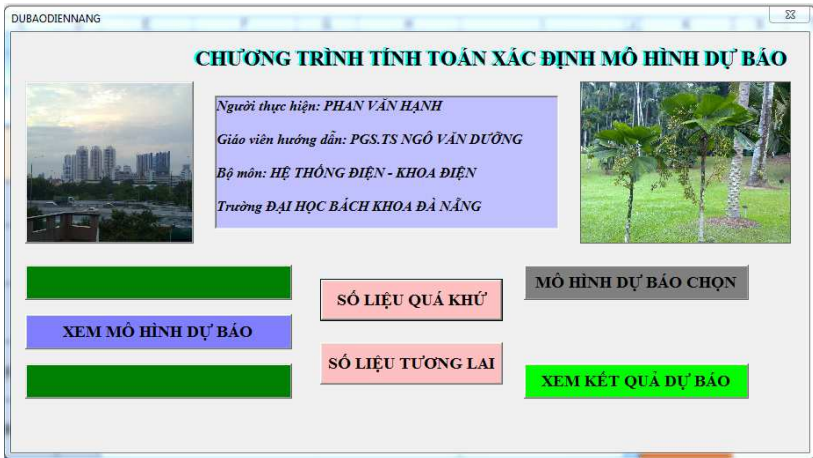 DUBAODIENNANG
CHƯƠNG TRÌNH TÍNH TOÁN XÁC ĐỊNH MÔ HÌNH DỰ BÁO
Người thực hiện: PHAN VĂN HẠNH
Giáo viên hướng dẫn: PGS.TS NGÔ VĂN DƯỠNG
Bộ môn: HỆ THỐNG ĐIỆN - KHOA ĐIỆN
Trường ĐẠI HỌC BÁCH KHOA ĐÀ NẴNG
SỐ LIỆU QUÁ KHỨ
MÔ HÌNH DỰ BÁO CHỌN
XEM MÔ HÌNH DỰ BÁO
SỐ LIỆU TƯƠNG LAI
XEM KẾT QUẢ DỰ BÁO